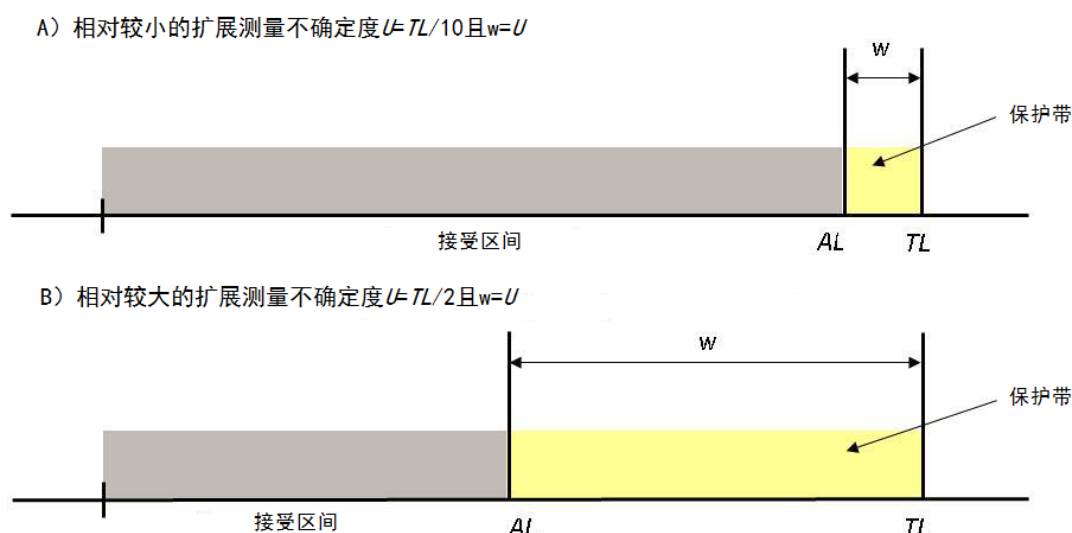 A）相对较小的扩展测量不确定度U=TL/10且w=U
w
保护带
接受区间
AL
TL
B）相对较大的扩展测量不确定度U=TL/2且w=U
w
保护带
接受区间
AL
TL